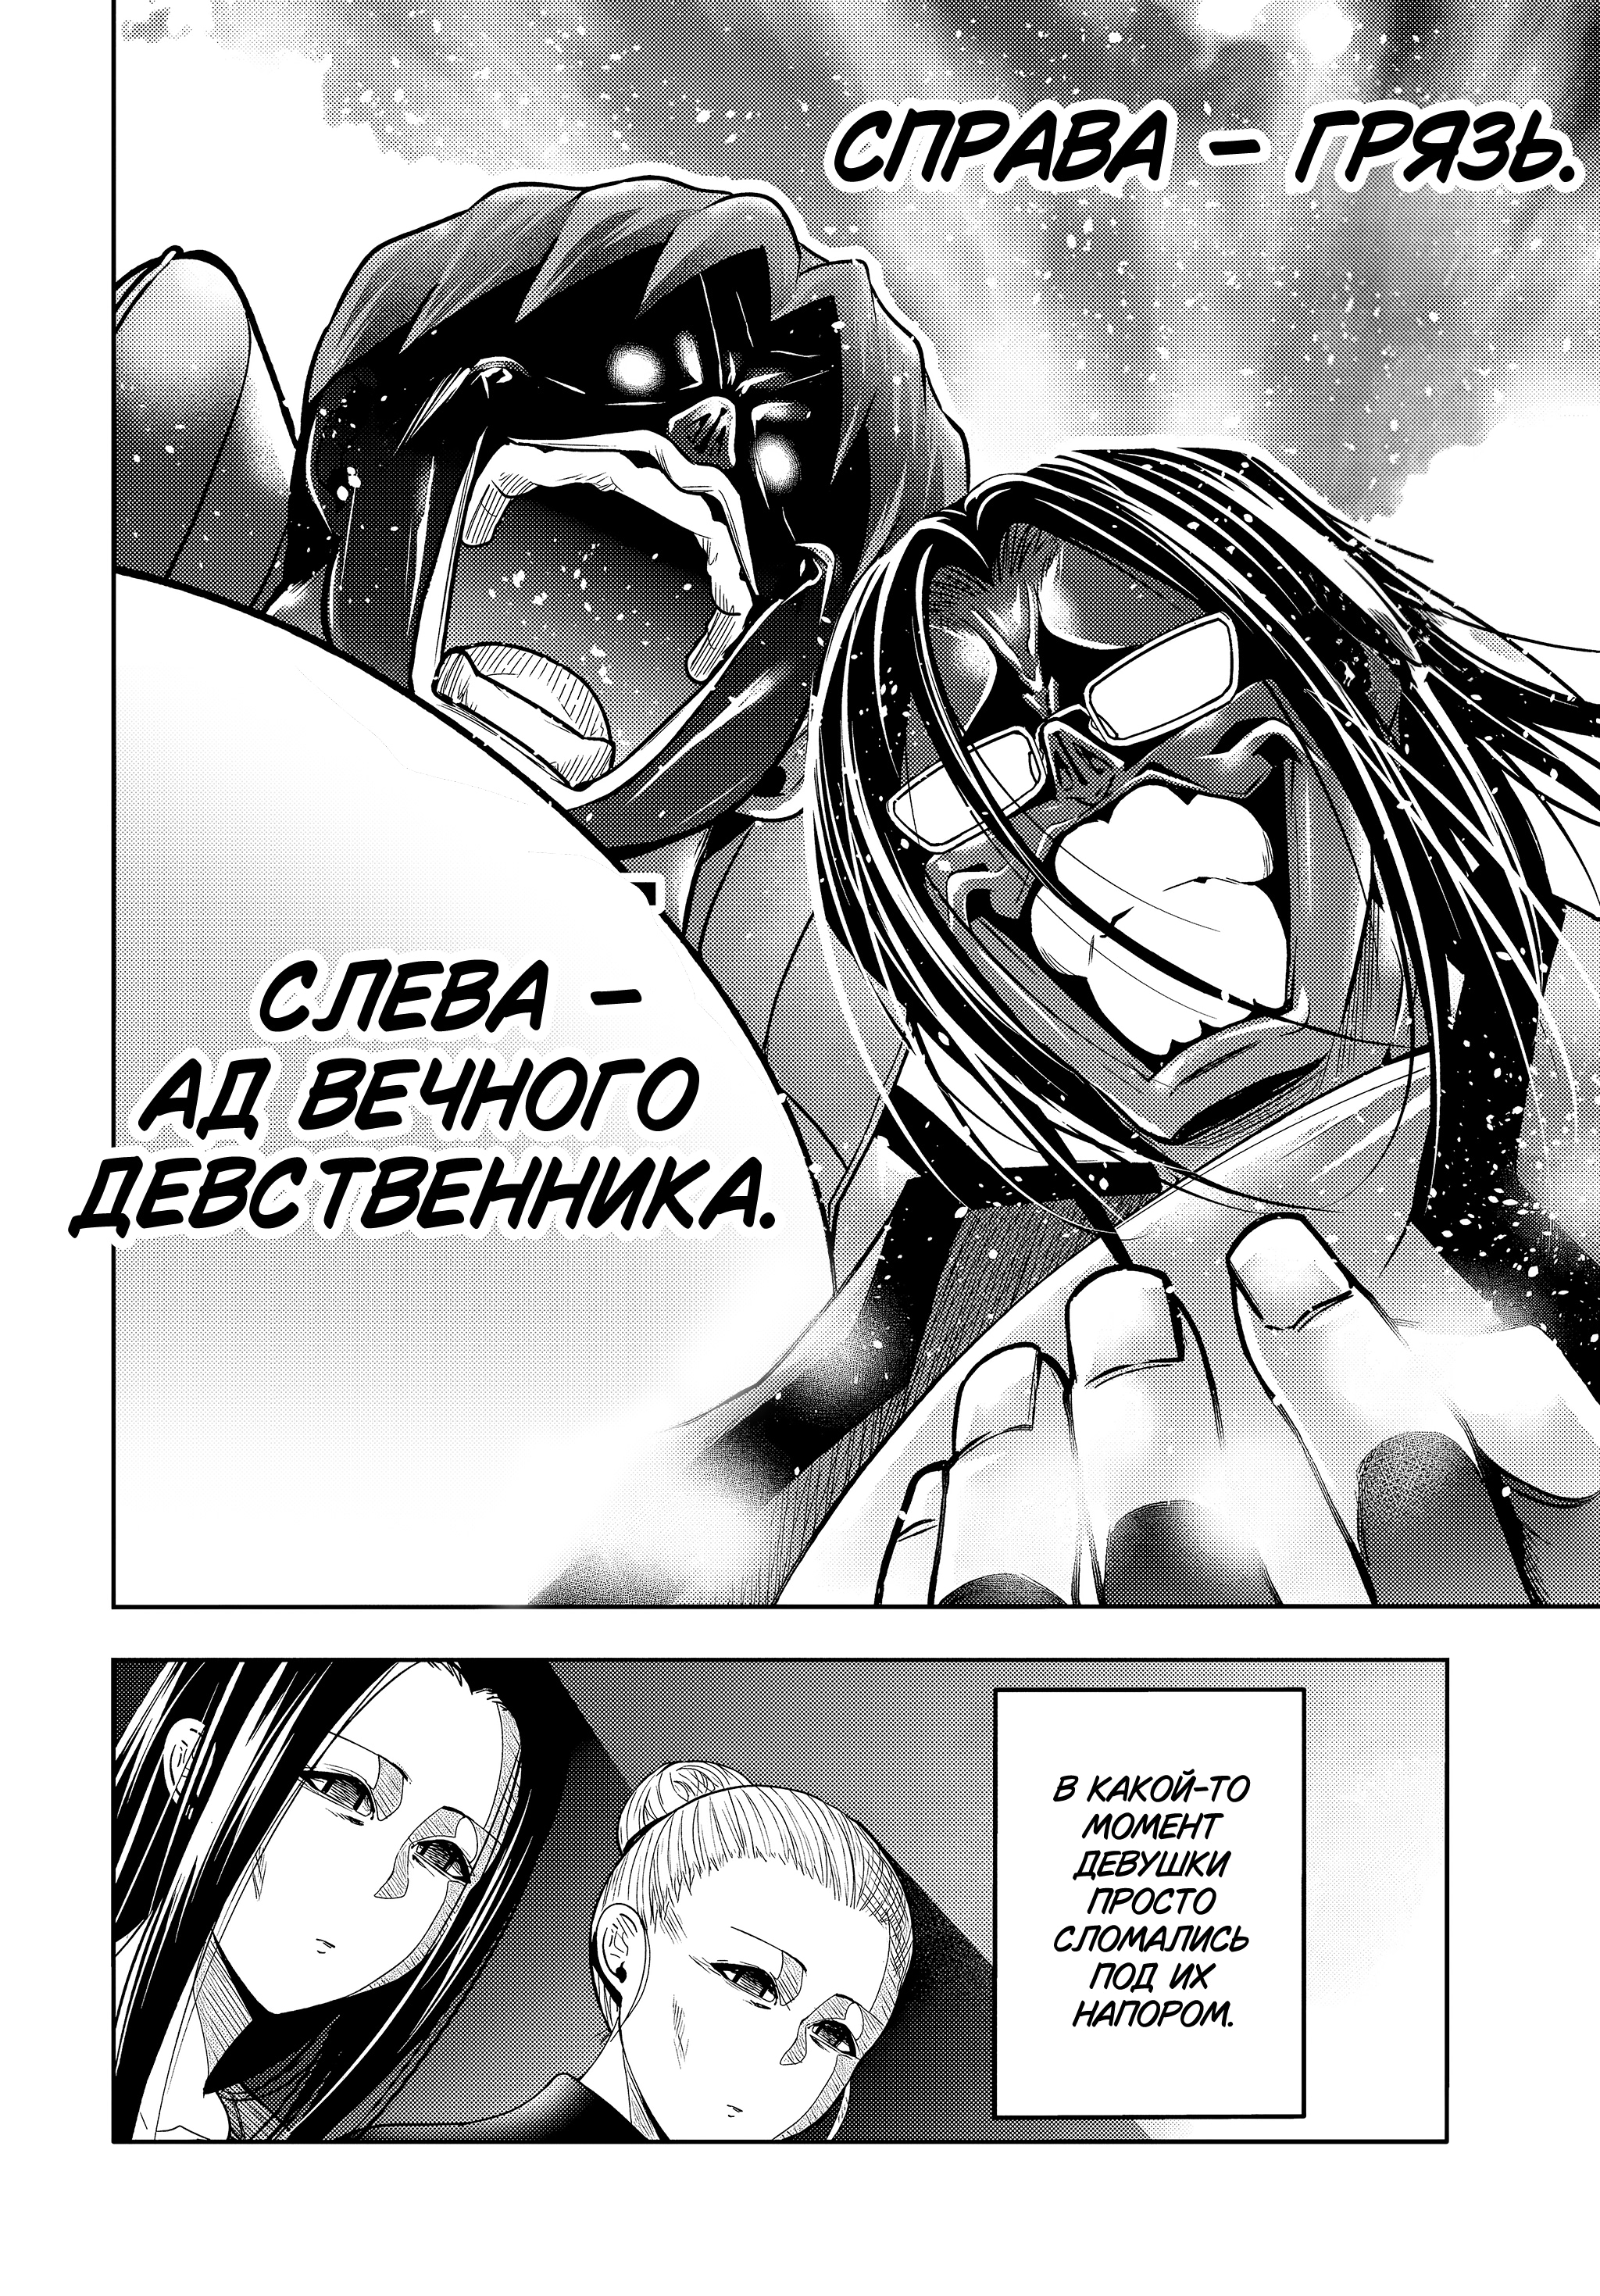 СПРАВА – ГРЯЗЬ.
СЛЕВА –
АД ВЕЧНОГО
ДЕВСТВЕННИКА.
В КАКОЙ-ТО
МОМЕНТ
ДЕВУШКИ
ПРОСТО
СЛОМАЛИСЬ
ПОД ИХ
НАПОРОМ.